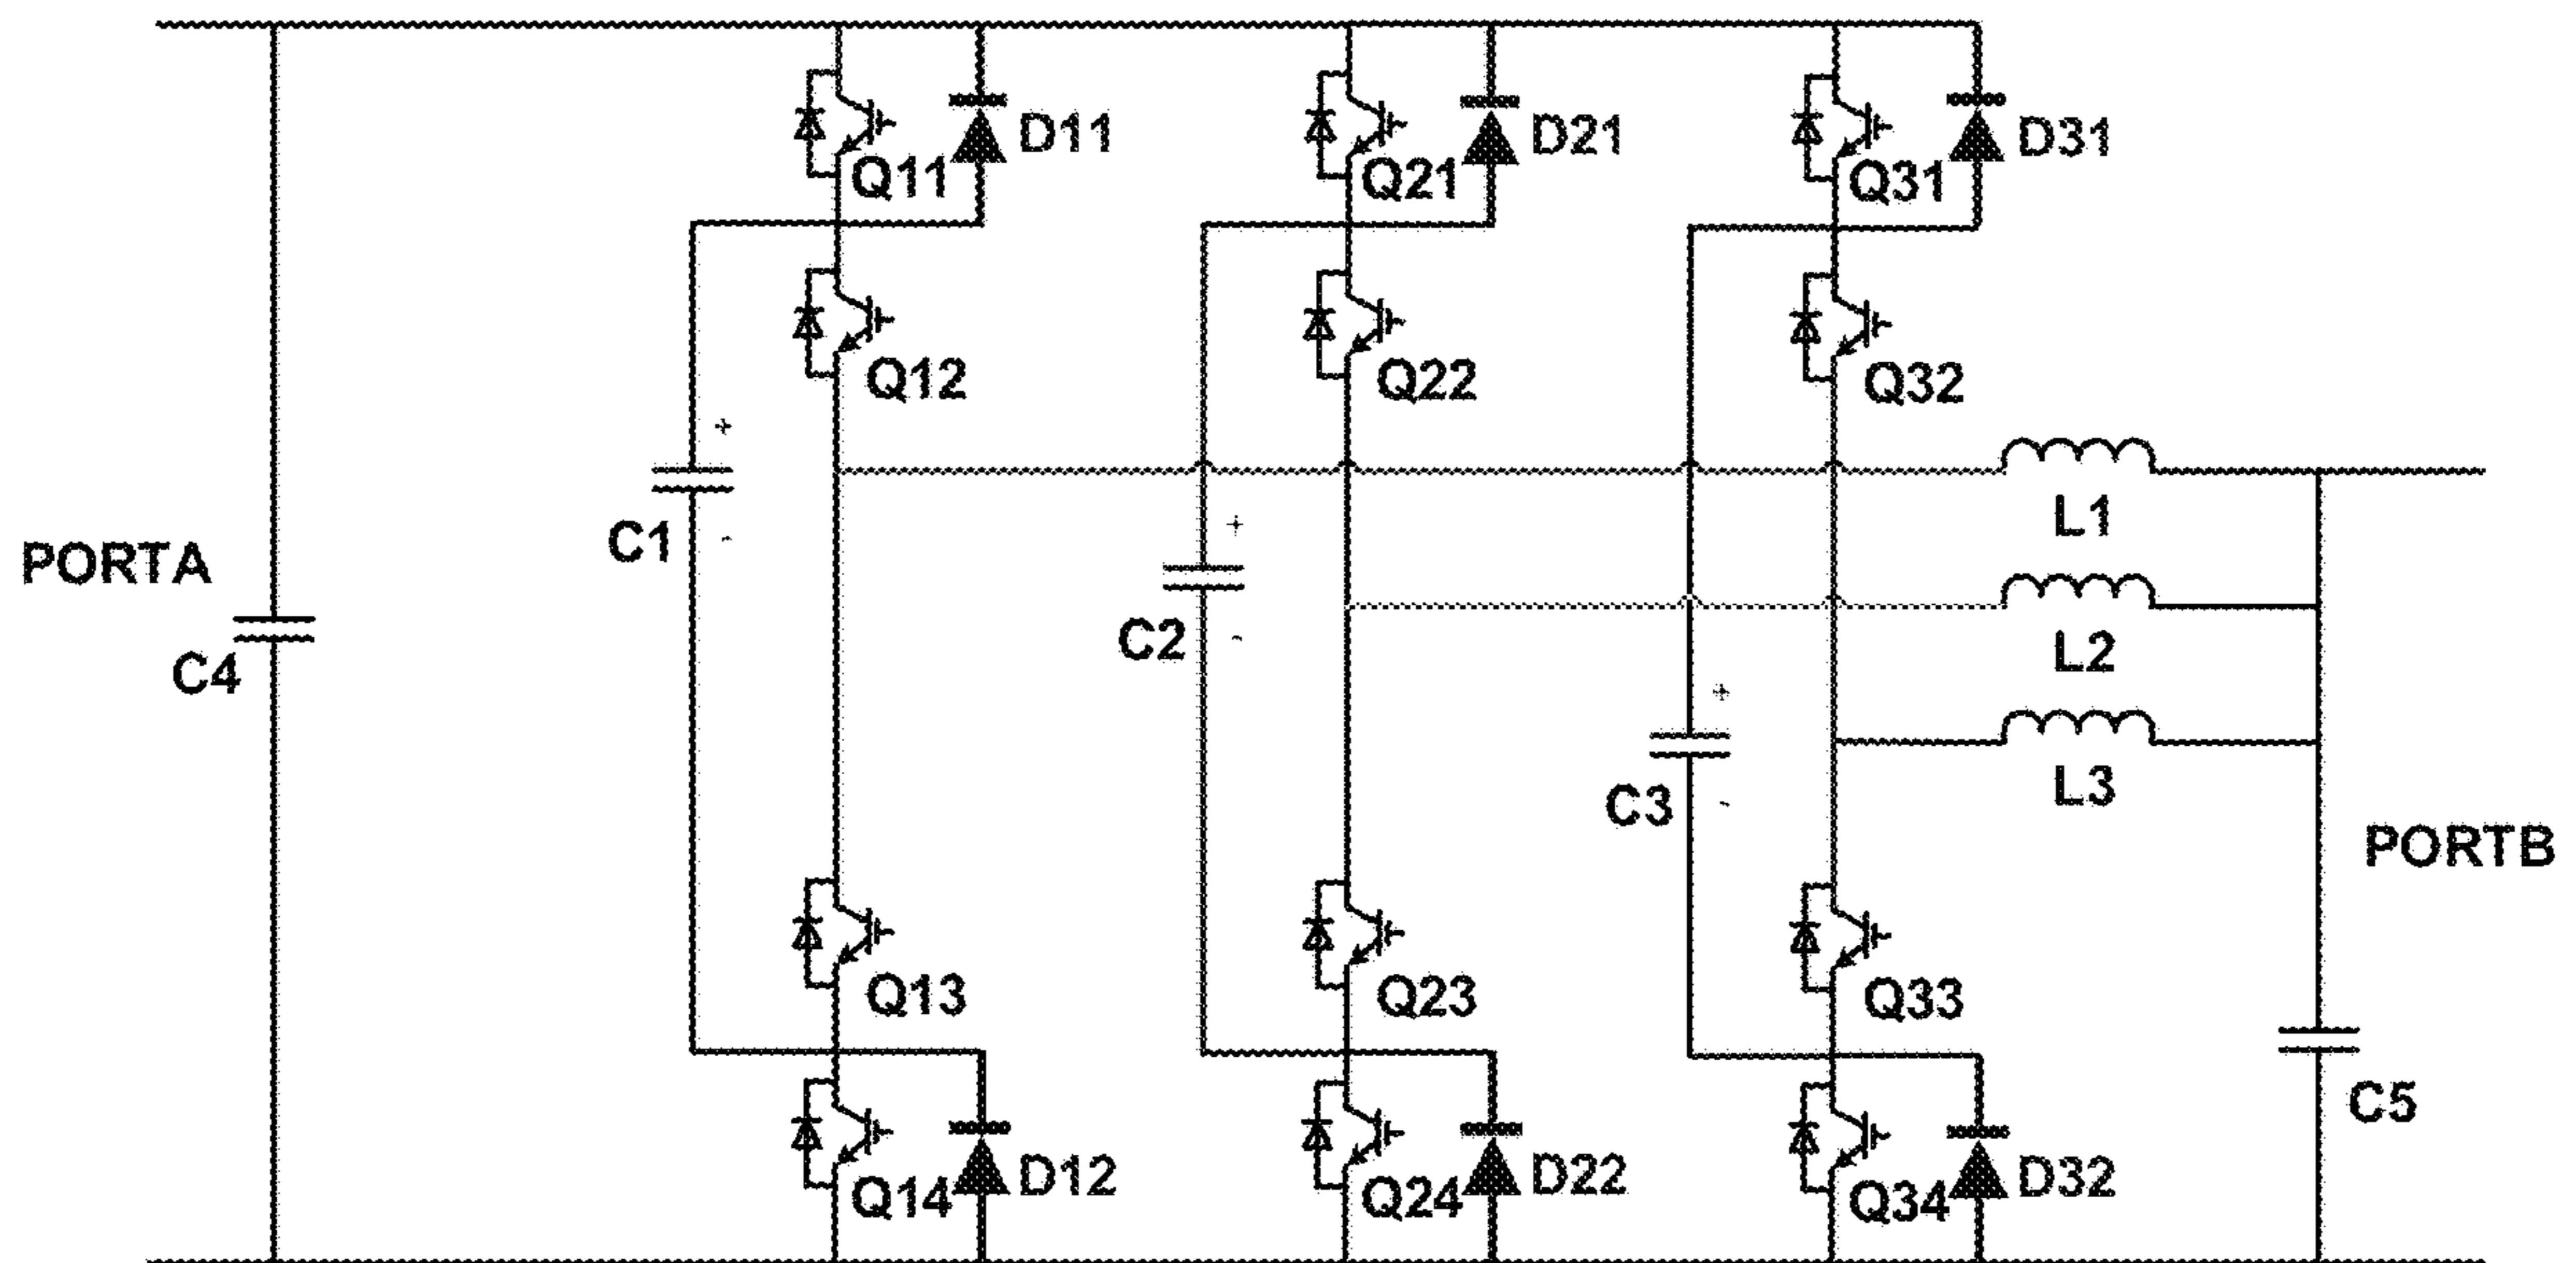 D11
D21
D31
Q11
Q21
Q31
Q12
Q22
Q32
+
C1
-
L1
+
PORTA
C2
-
L2
C4
+
L3
C3
-
PORTB
Q13
Q23
Q33
C5
D12
D22
D32
Q14
Q24
Q34